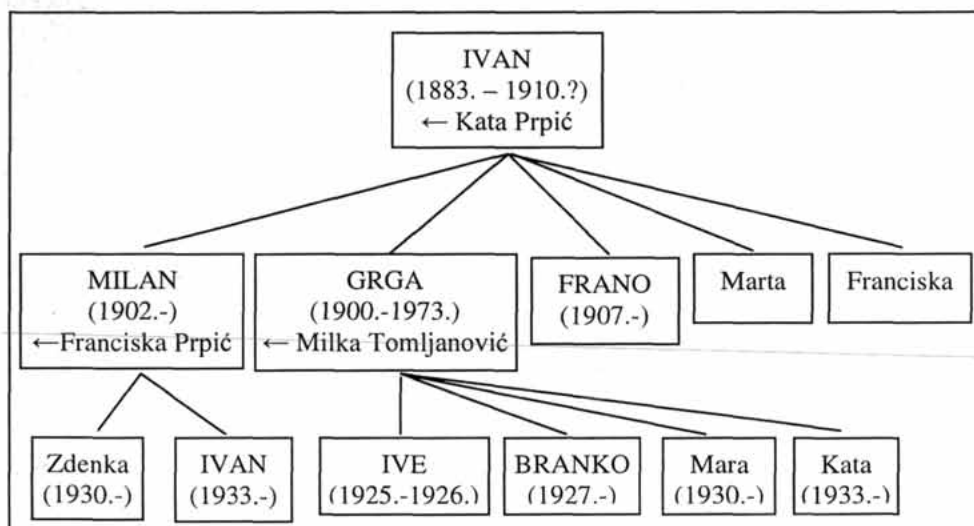 IVAN
(1883. – 1910.?)
← Kata Prpić
MILAN
(1902.-)
←Franciska Prpić
GRGA
(1900.-1973.)
← Milka Tomljanović
FRANO
(1907.-)
Marta
Franciska
Zdenka
(1930.-)
IVAN
(1933.-)
IVE
(1925.-1926.)
BRANKO
(1927.-)
Mara
(1930.-)
Kata
(1933.-)